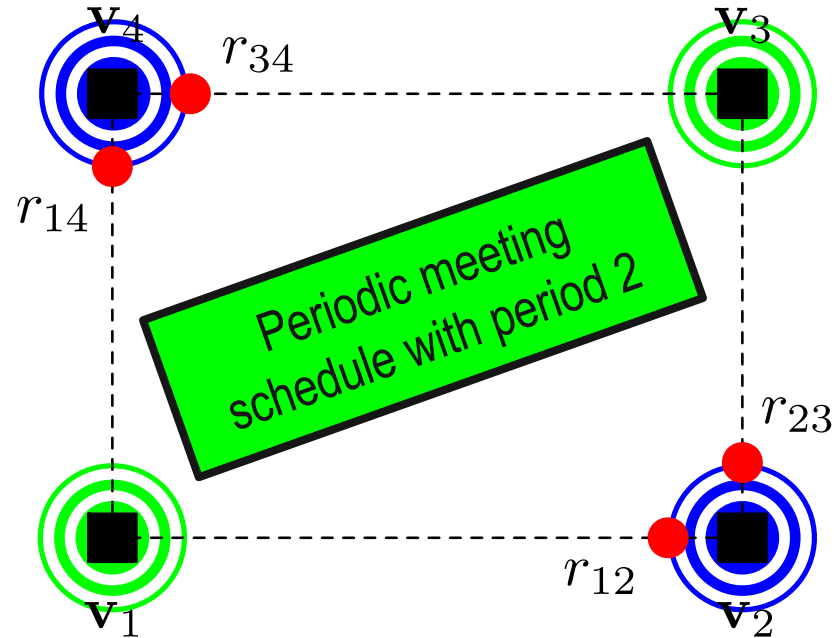 v₄
r₃₄
v₃
r₁₄
Periodic meeting
schedule with period 2
r₂₃
r₁₂
v₁
v₂